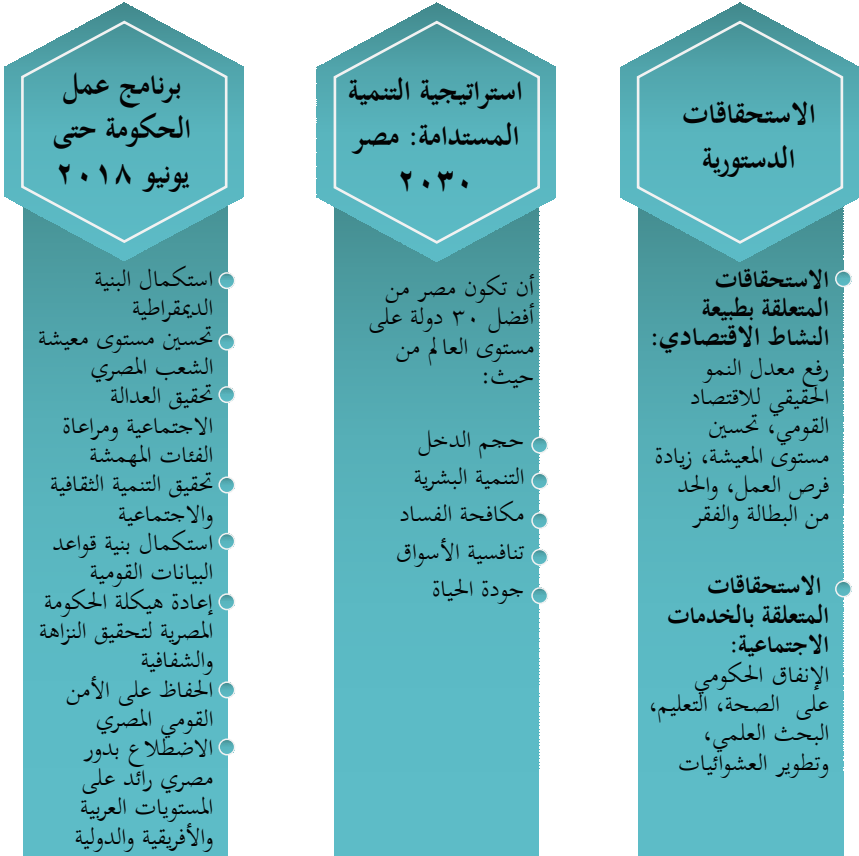 الاستحقاقات
الدستورية
الاستحقاقات
المتعلقة بطبيعة
النشاط الاقتصادي:
رفع معدل النمو
الحقيقي للاقتصاد
القومي، تحسين
مستوى المعيشة، زيادة
فرص العمل، والحد
من البطالة والفقر
الاستحقاقات
المتعلقة بالخدمات
الاجتماعية:
الإنفاق الحكومي
على الصحة، التعليم،
البحث العلمي،
وتطوير العشوائيات
استراتيجية التنمية
المستدامة: مصر
٢٠٣٠
أن تكون مصر من
أفضل ٣٠ دولة على
مستوى العالم من
حيث:
حجم الدخل
التنمية البشرية
مكافحة الفساد
تنافسية الأسواق
جودة الحياة
برنامج عمل
الحكومة حتى
يونيو ٢٠١٨
استكمال البنية
الديمقراطية
تحسين مستوى معيشة
الشعب المصري
تحقيق العدالة
الاجتماعية ومراعاة
الفئات المهمشة
تحقيق التنمية الثقافية
والاجتماعية
استكمال بنية قواعد
البيانات القومية
إعادة هيكلة الحكومة
المصرية لتحقيق النزاهة
والشفافية
الحفاظ على الأمن
القومي المصري
الاضطلاع بدور
مصري رائد على
المستويات العربية
والأفريقية والدولية